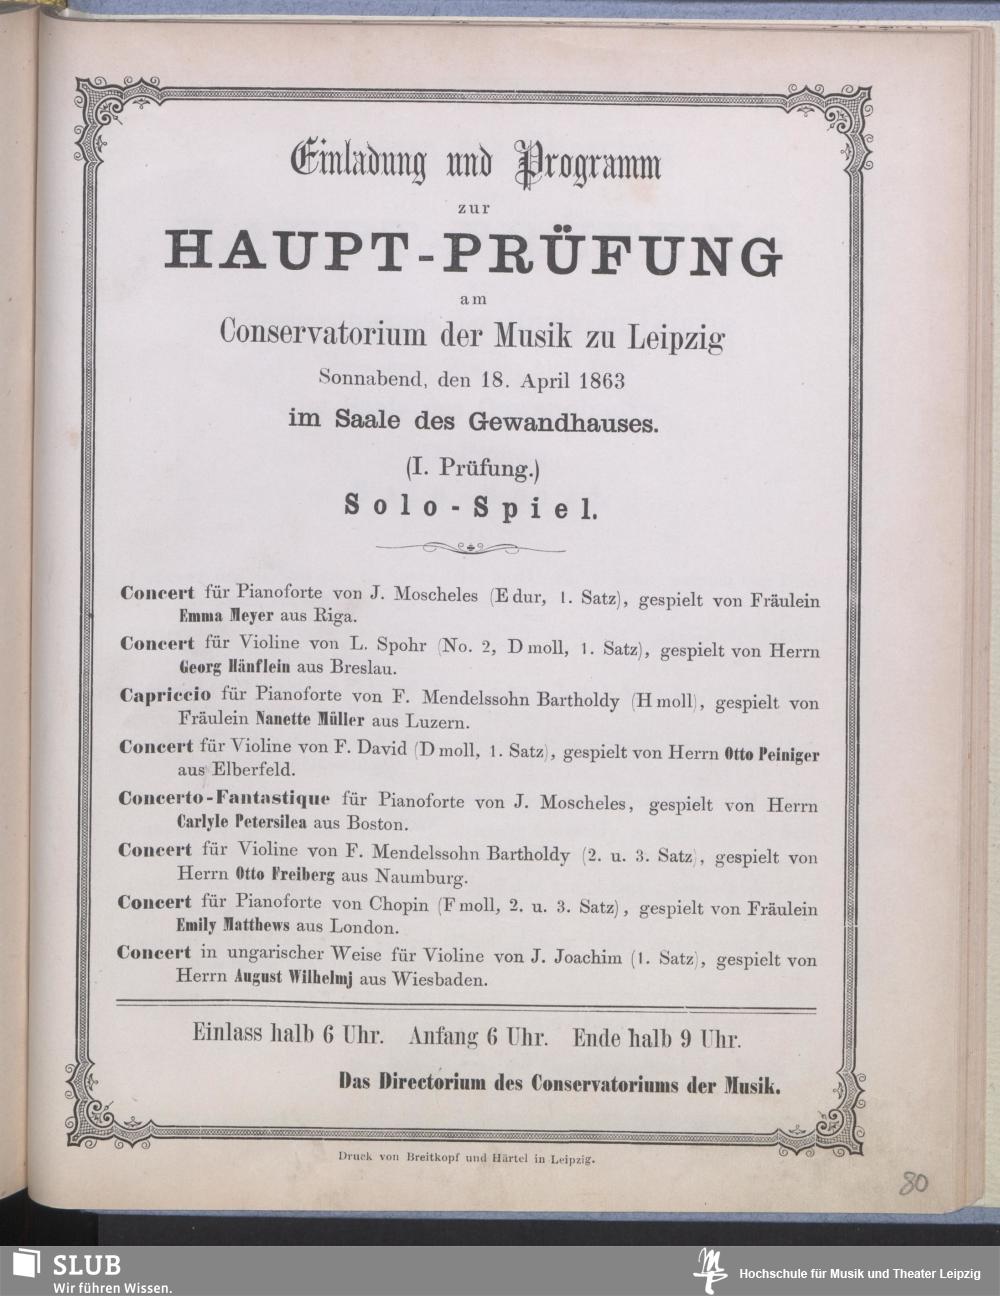 Einladung und Programm
zur
HAUPT-PRÜFUNG
am
Conservatorium der Musik zu Leipzig
Sonnabend, den 18. April 1863
im Saale des Gewandhauses.
(I. Prüfung.)
Solo-Spiel.
Concert für Pianoforte von J. Moscheles (E dur, 1. Satz), gespielt von Fräulein
Emma Meyer aus Riga.
Concert für Violine von L. Spohr (No. 2, D moll, 1. Satz), gespielt von Herrn
Georg Hänflein aus Breslau.
Capriccio für Pianoforte von F. Mendelssohn Bartholdy (H moll), gespielt von
Fräulein Nanette Müller aus Luzern.
Concert für Violine von F. David (D moll, 1. Satz), gespielt von Herrn Otto Peiniger
aus Elberfeld.
Concerto-Fantastique für Pianoforte von J. Moscheles, gespielt von Herrn
Carlyle Petersilea aus Boston.
Concert für Violine von F. Mendelssohn Bartholdy (2. u. 3. Satz), gespielt von
Herrn Otto Freiberg aus Naumburg.
Concert für Pianoforte von Chopin (F moll, 2. u. 3. Satz), gespielt von Fräulein
Emily Matthews aus London.
Concert in ungarischer Weise für Violine von J. Joachim (1. Satz), gespielt von
Herrn August Wilhelmj aus Wiesbaden.
Einlass halb 6 Uhr. Anfang 6 Uhr. Ende halb 9 Uhr.
Das Directorium des Conservatoriums der Musik.
Druck von Breitkopf und Härtel in Leipzig.
80
SLUB
Wir führen Wissen.
Hochschule für Musik und Theater Leipzig